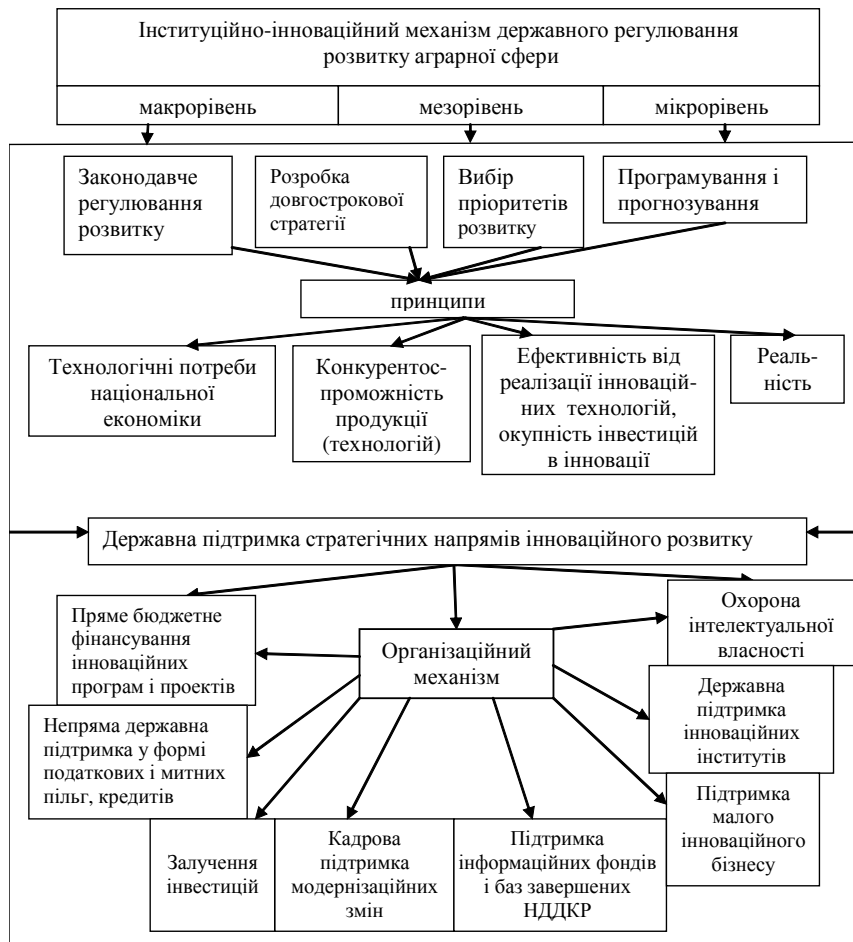 Інституційно-інноваційний механізм державного регулювання
розвитку аграрної сфери
макрорівень
мезорівень
мікрорівень
Законодавче
регулювання
розвитку
Розробка
довгострокової
стратегії
Вибір
пріоритетів
розвитку
Програмування і
прогнозування
принципи
Технологічні потреби
національної
економіки
Конкурентос-
проможність
продукції
(технологій)
Ефективність від
реалізації інновацій-
них технологій,
окупність інвестицій
в інновації
Реаль-
ність
Державна підтримка стратегічних напрямів інноваційного розвитку
Пряме бюджетне
фінансування
інноваційних
програм і проектів
Організаційний
механізм
Охорона
інтелектуальної
власності
Непряма державна
підтримка у формі
податкових і митних
пільг, кредитів
Державна
підтримка
інноваційних
інститутів
Залучення
інвестицій
Кадрова
підтримка
модернізаційних
змін
Підтримка
інформаційних фондів
і баз завершених
НДДКР
Підтримка
малого
інноваційного
бізнесу